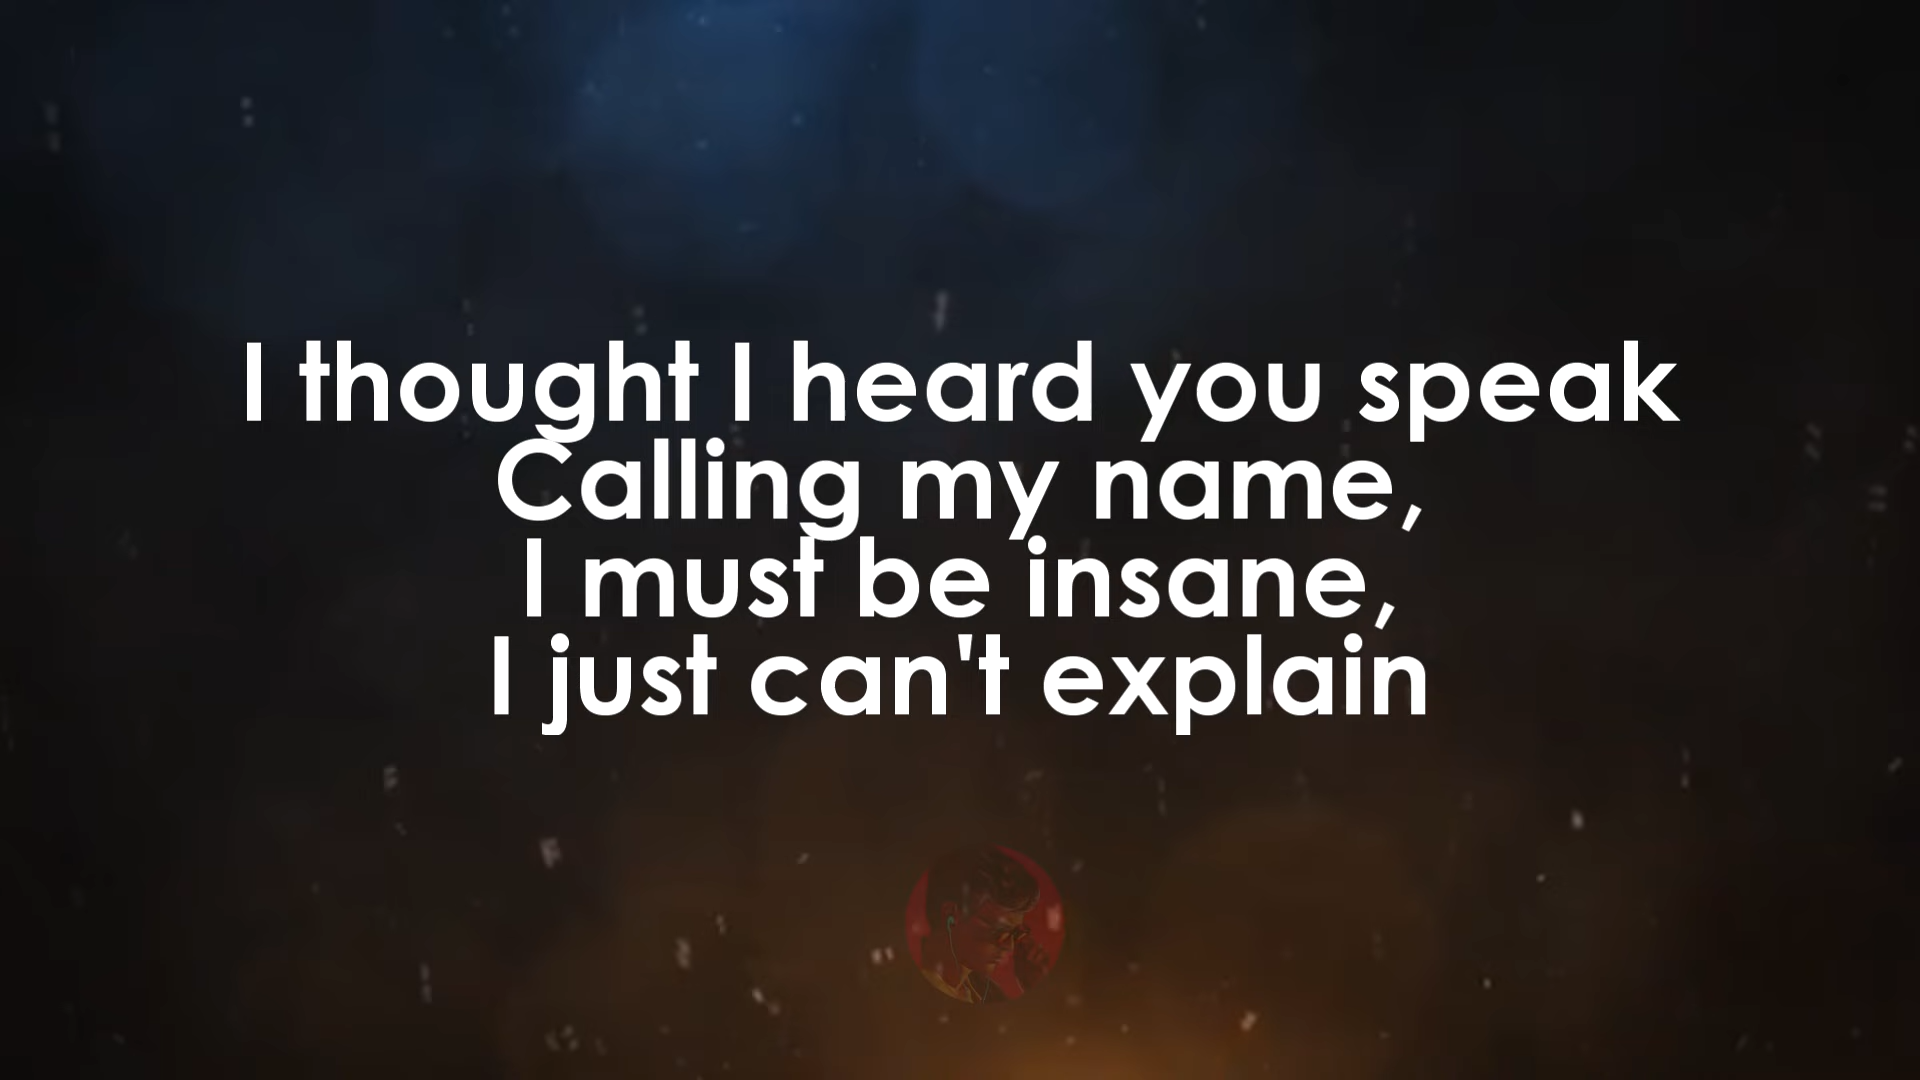 I thought I heard you speak
Calling my name,
I must be insane,
I just can't explain